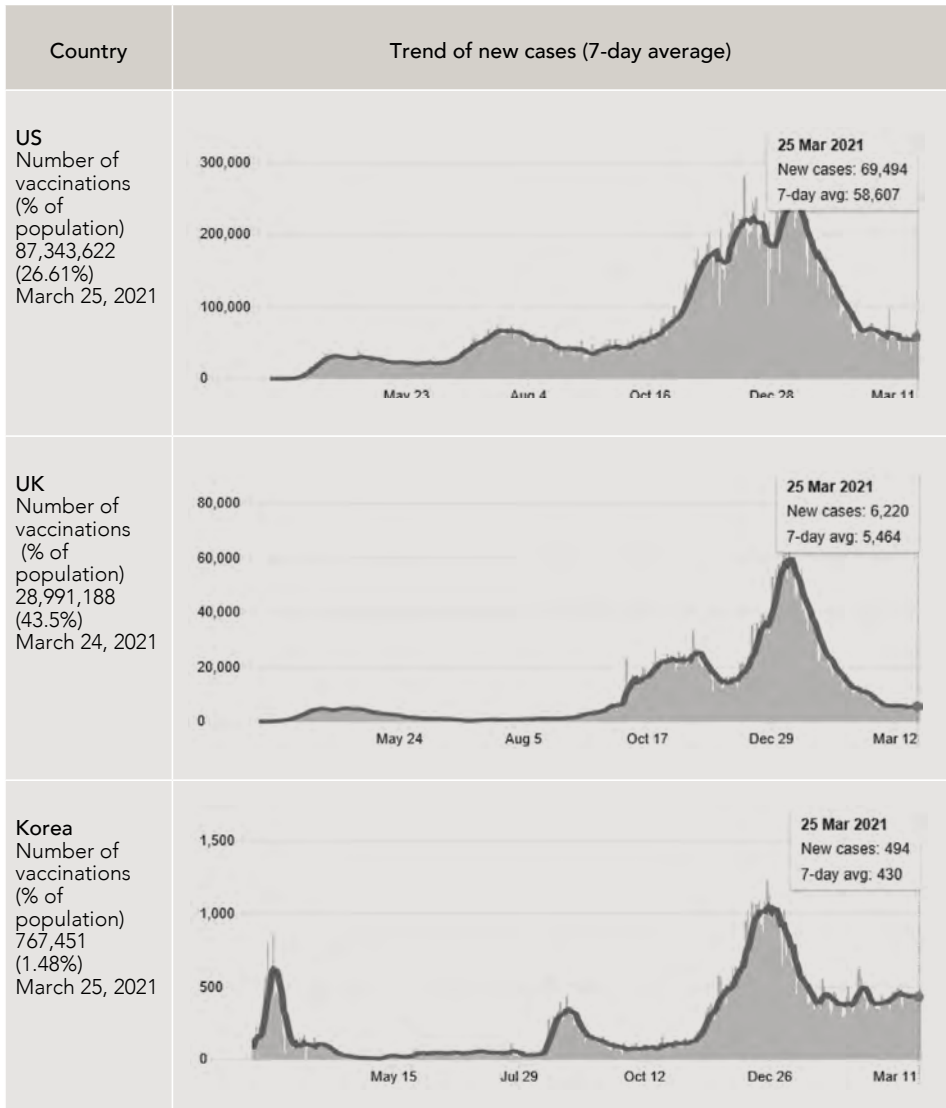 Country
Trend of new cases (7-day average)
US
Number of
vaccinations
(% of
population)
87,343,622
(26.61%)
March 25, 2021
300,000
200,000
100,000
0
25 Mar 2021
New cases: 69,494
7-day avg: 58,607
May 23
Aug 4
Oct 16
Dec 28
Mar 11
UK
Number of
vaccinations
(% of
population)
28,991,188
(43.5%)
March 24, 2021
80,000
60,000
40,000
20,000
0
25 Mar 2021
New cases: 6,220
7-day avg: 5,464
May 24
Aug 5
Oct 17
Dec 29
Mar 12
Korea
Number of
vaccinations
(% of
population)
767,451
(1.48%)
March 25, 2021
1,500
1,000
500
0
25 Mar 2021
New cases: 494
7-day avg: 430
May 15
Jul 29
Oct 12
Dec 26
Mar 11